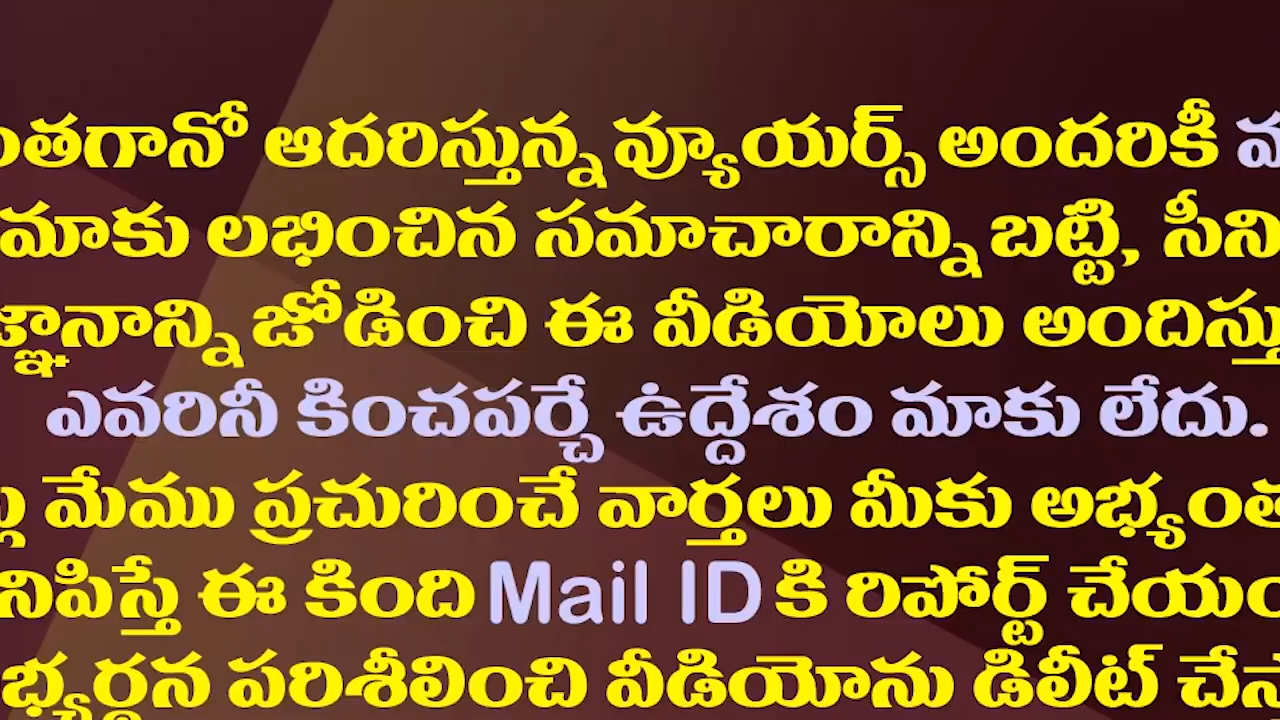 ఆదరిస్తున్న వ్యూయర్స్ అందరికీ
మాకు లభించిన సమాచారాన్ని బట్టి,
జోడించి ఈ వీడియోలు
ఎవరినీ కించపర్చే ఉద్దేశం మాకు లేదు.
మేము ప్రచురించే వార్తలు మీకు
ఈ కింది Mail ID కి రిపోర్ట్
పరిశీలించి వీడియోను డిలీట్